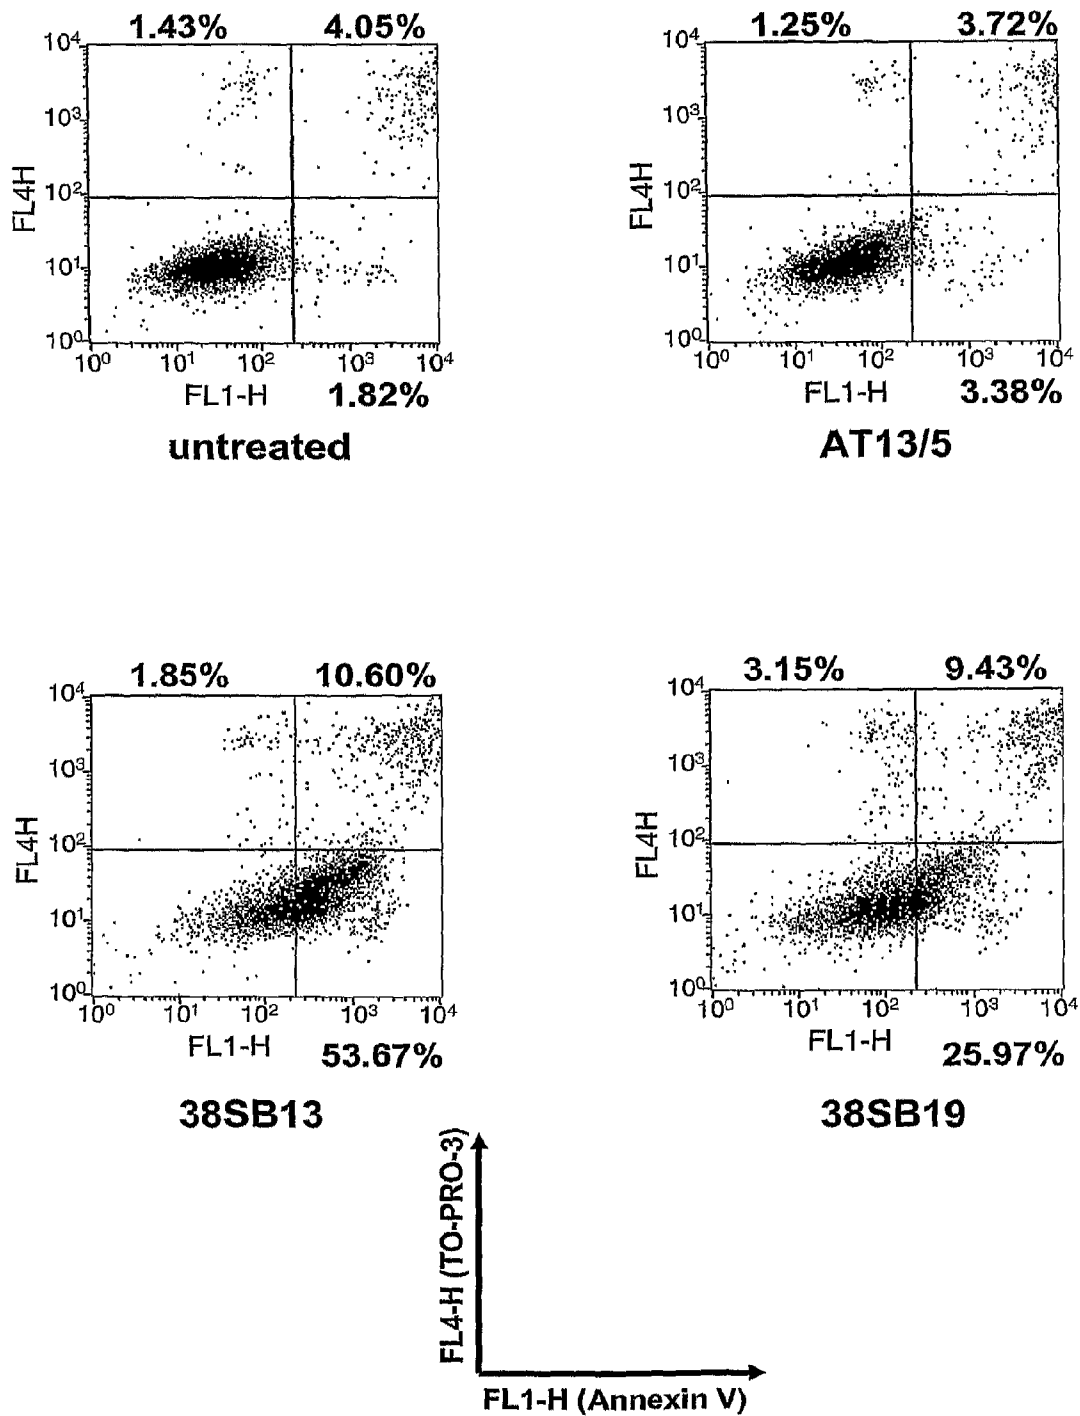 1.43% 4.05% 1.25% 3.72%
10⁴ 10⁴
10³ 10³
FL4H FL4H
10² 10²
10¹ 10¹
10⁰ 10⁰
10⁰ 10¹ 10² 10³ 10⁴ 10⁰ 10¹ 10² 10³ 10⁴
FL1-H 1.82% FL1-H 3.38%
untreated AT13/5
1.85% 10.60% 3.15% 9.43%
10⁴ 10⁴
10³ 10³
FL4H FL4H
10² 10²
10¹ 10¹
10⁰ 10⁰
10⁰ 10¹ 10² 10³ 10⁴ 10⁰ 10¹ 10² 10³ 10⁴
FL1-H 53.67% FL1-H 25.97%
38SB13 38SB19
FL4-H (TO-PRO-3)
FL1-H (Annexin V)